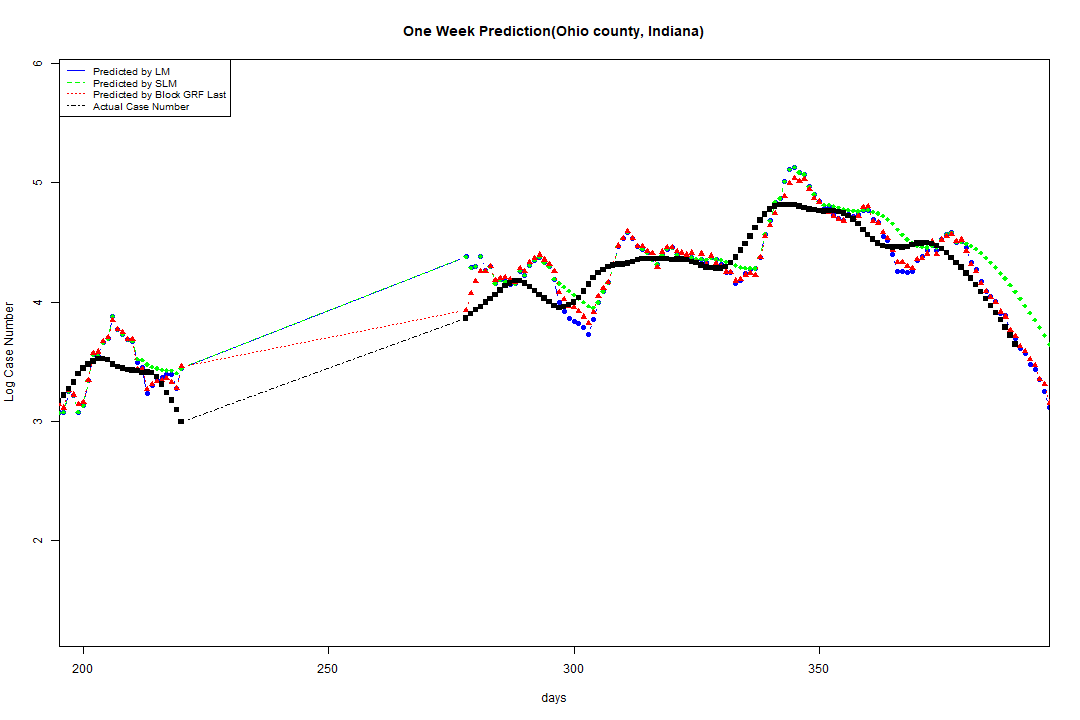 One Week Prediction(Ohio county, Indiana)
Predicted by LM
Predicted by SLM
Predicted by Block GRF Last
Actual Case Number
6
5
4
3
2
Log Case Number
200
250
300
350
days